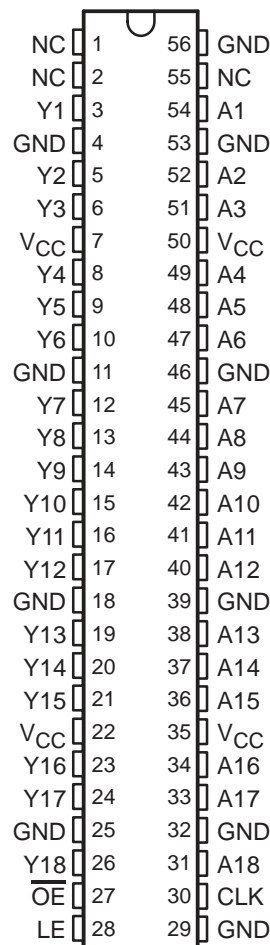 NC 1 56 GND
NC 2 55 NC
Y1 3 54 A1
GND 4 53 GND
Y2 5 52 A2
Y3 6 51 A3
VCC 7 50 VCC
Y4 8 49 A4
Y5 9 48 A5
Y6 10 47 A6
GND 11 46 GND
Y7 12 45 A7
Y8 13 44 A8
Y9 14 43 A9
Y10 15 42 A10
Y11 16 41 A11
Y12 17 40 A12
GND 18 39 GND
Y13 19 38 A13
Y14 20 37 A14
Y15 21 36 A15
VCC 22 35 VCC
Y16 23 34 A16
Y17 24 33 A17
GND 25 32 GND
Y18 26 31 A18
O̅E̅ 27 30 CLK
LE 28 29 GND